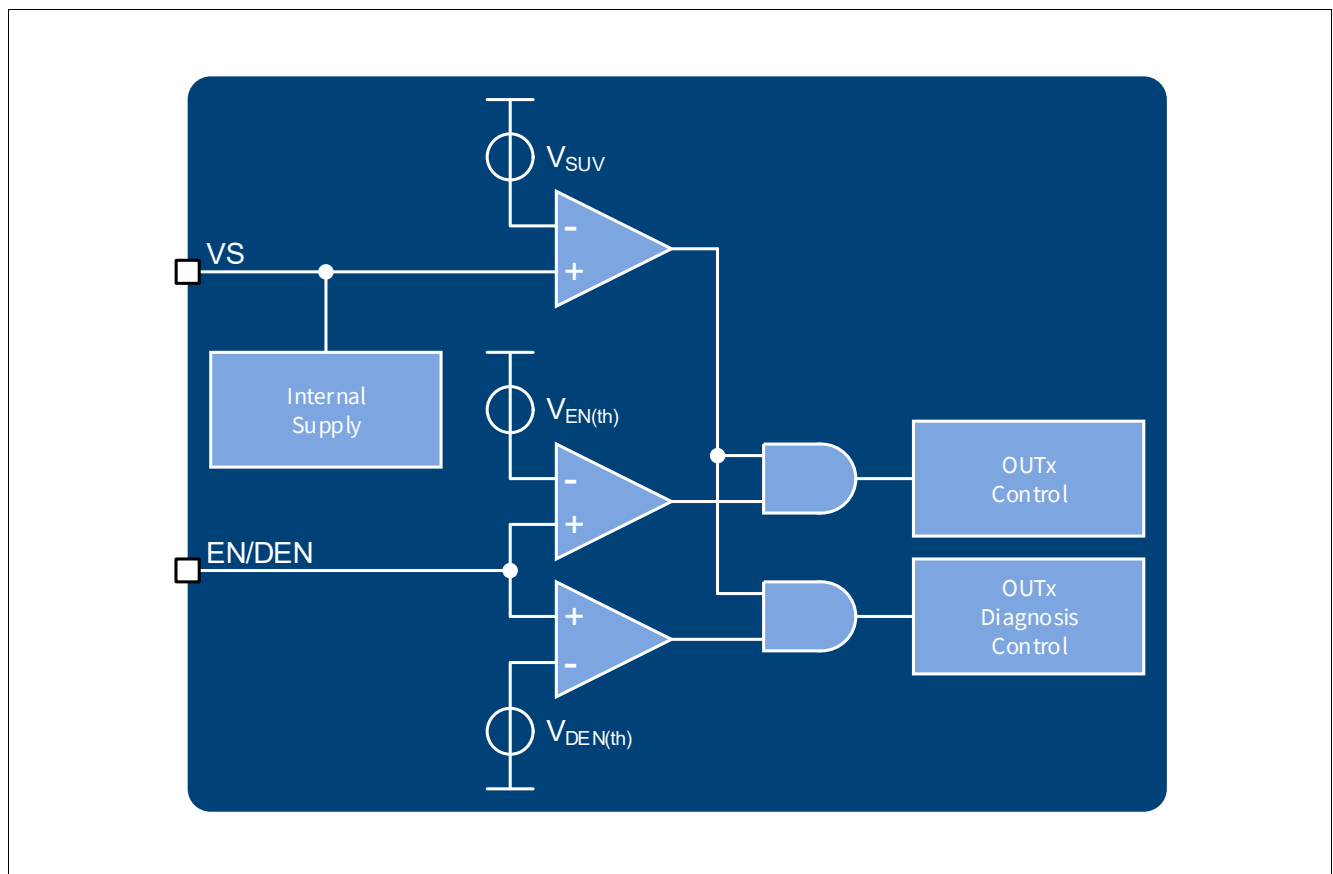 VSUV
-
VS
+
Internal
Supply
VEN(th)
-
+
OUTx
Control
EN/DEN
+
-
OUTx
Diagnosis
Control
VDEN(th)